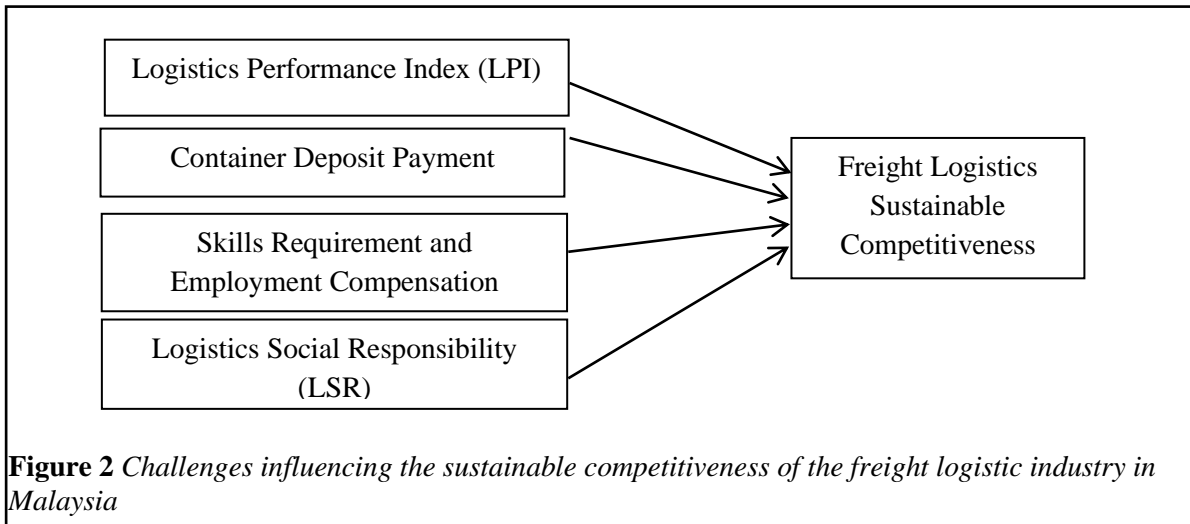 Logistics Performance Index (LPI)
Container Deposit Payment
Skills Requirement and
Employment Compensation
Logistics Social Responsibility
(LSR)
Freight Logistics
Sustainable
Competitiveness
Figure 2 Challenges influencing the sustainable competitiveness of the freight logistic industry in
Malaysia